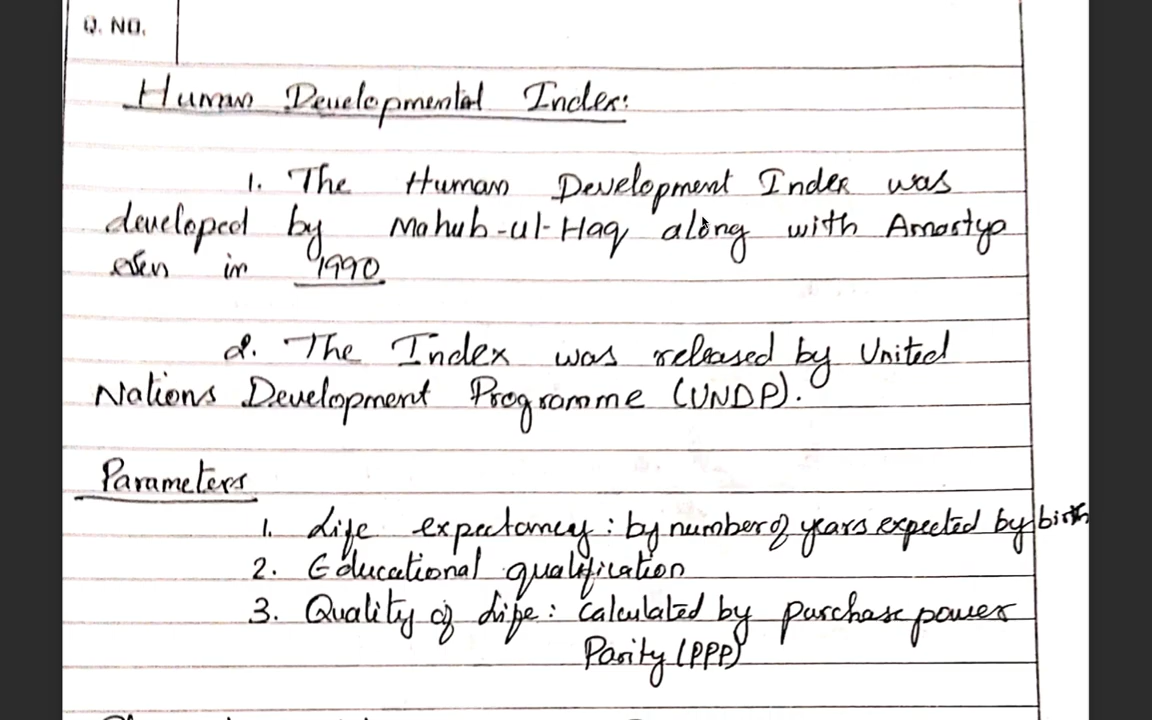 Q. NO.
Human Developmental Index:
1. The Human Development Index was
developed by Mahub-ul-Haq along with Amartya
Sen in 1990
2. The Index was released by United
Nations Development Programme (UNDP).
Parameters
1. Life expectancy: by number of years expected by birth
2. Educational qualification
3. Quality of Life: Calculated by purchase power
Parity (PPP)